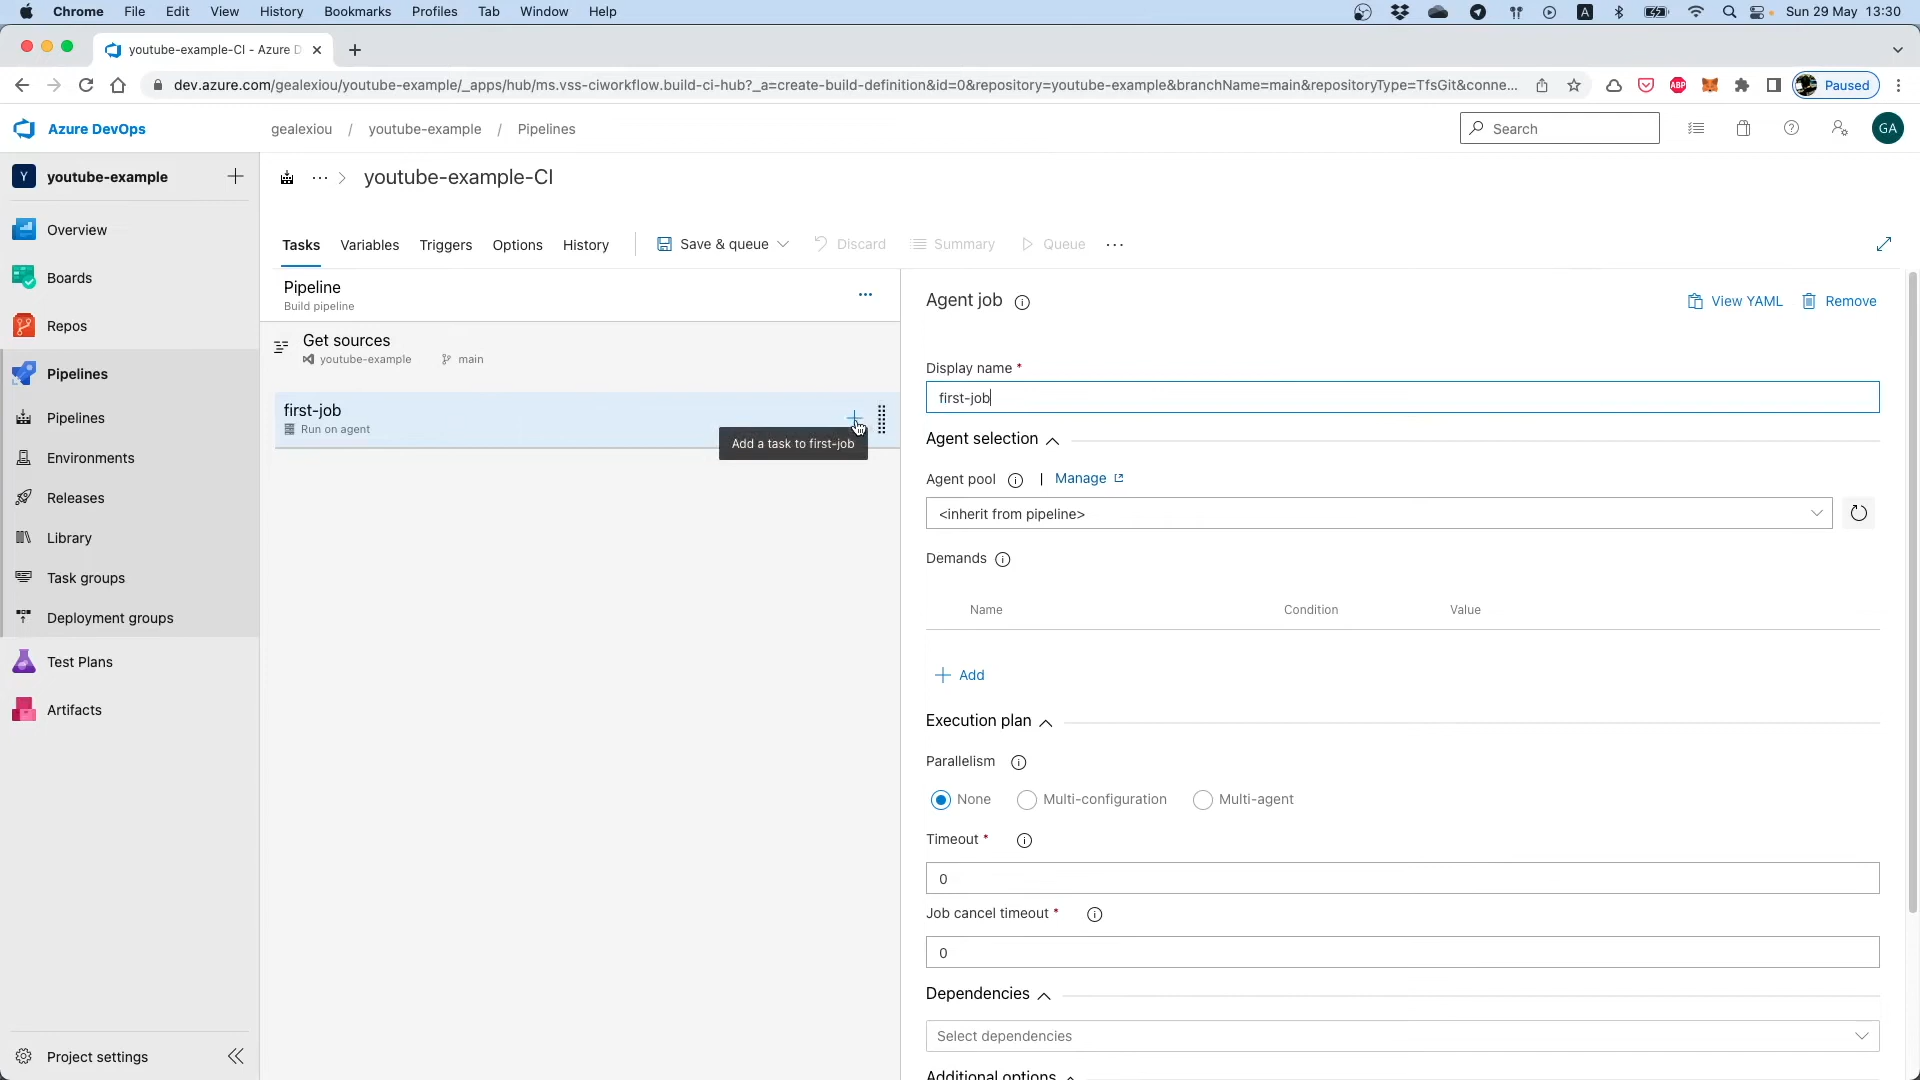 Chrome File Edit View History Bookmarks Profiles Tab Window Help
A
Sun 29 May 13:30
youtube-example-CI - Azure D
dev.azure.com/gealexiou/youtube-example/_apps/hub/ms.vss-ciworkflow.build-ci-hub?_a=create-build-definition&id=0&repository=youtube-example&branchName=main&repositoryType=TfsGit&conne...
ABP
Paused
Azure DevOps
gealexiou / youtube-example / Pipelines
Search
GA
Y youtube-example
Overview
Boards
Repos
Pipelines
Pipelines
Environments
Releases
Library
Task groups
Deployment groups
Test Plans
Artifacts
Project settings
... > youtube-example-CI
Tasks Variables Triggers Options History
Save & queue Discard Summary Queue ...
Pipeline
Build pipeline
...
Get sources
youtube-example main
first-job
Run on agent
Add a task to first-job
Agent job
View YAML Remove
Display name *
first-job
Agent selection
Agent pool | Manage
<inherit from pipeline>
Demands
Name Condition Value
Add
Execution plan
Parallelism
None Multi-configuration Multi-agent
Timeout *
0
Job cancel timeout *
0
Dependencies
Select dependencies
Additional options